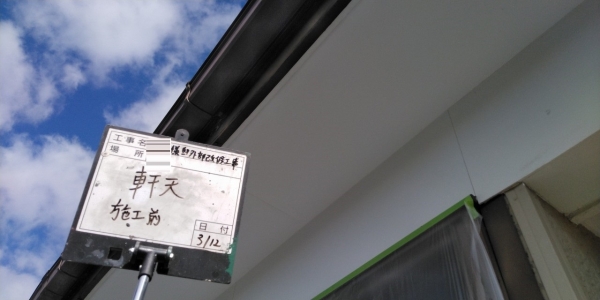 工事名
様邸外部改修工事
場所
軒天
施工前
日付
3/12